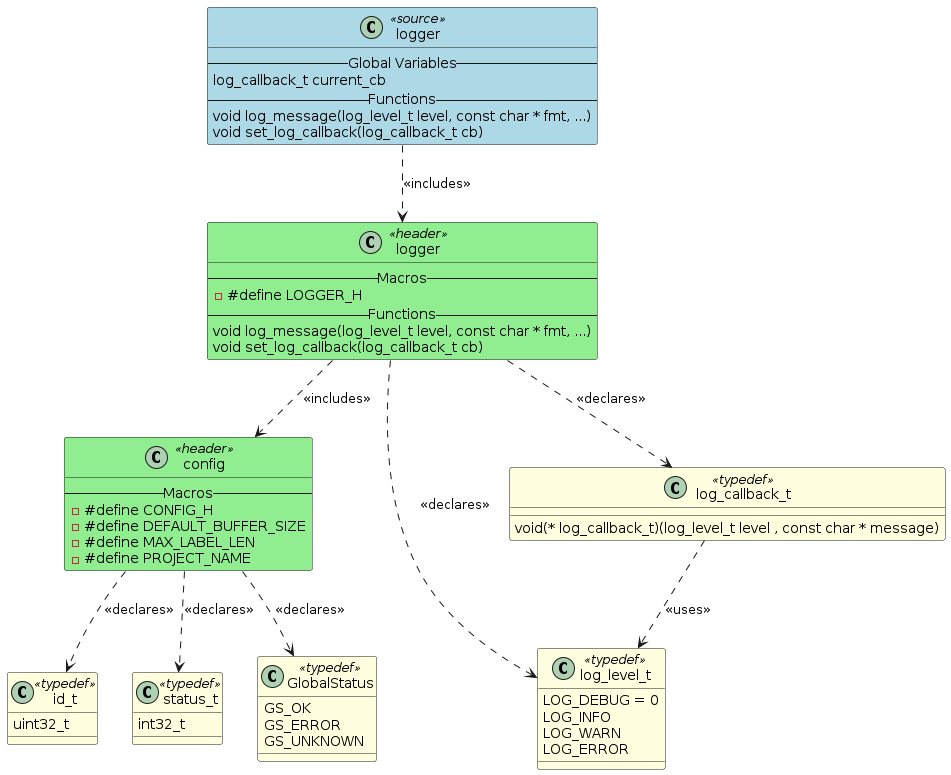 C «source»
logger
Global Variables
log_callback_t current_cb
Functions
void log_message(log_level_t level, const char * fmt, ...)
void set_log_callback(log_callback_t cb)
«includes»
C «header»
logger
Macros
#define LOGGER_H
Functions
void log_message(log_level_t level, const char * fmt, ...)
void set_log_callback(log_callback_t cb)
«includes»
«declares»
«declares»
C «header»
config
Macros
#define CONFIG_H
#define DEFAULT_BUFFER_SIZE
#define MAX_LABEL_LEN
#define PROJECT_NAME
C «typedef»
log_callback_t
void(* log_callback_t)(log_level_t level , const char * message)
«declares»
«declares»
«declares»
«uses»
C «typedef»
id_t
uint32_t
C «typedef»
status_t
int32_t
C «typedef»
GlobalStatus
GS_OK
GS_ERROR
GS_UNKNOWN
C «typedef»
log_level_t
LOG_DEBUG = 0
LOG_INFO
LOG_WARN
LOG_ERROR